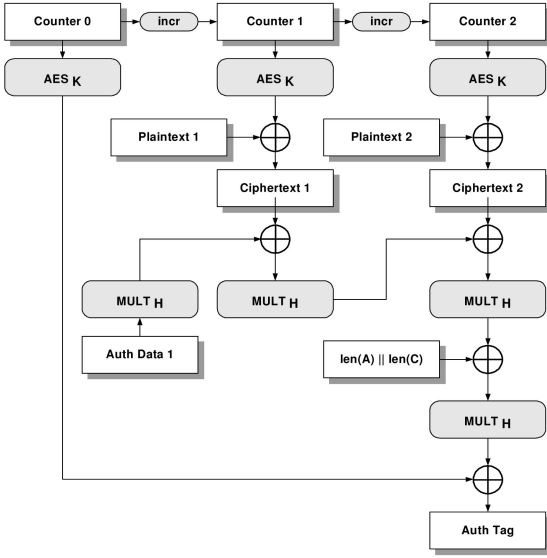 Counter 0 incr Counter 1 incr Counter 2
AES K AES K AES K
Plaintext 1 Plaintext 2
Ciphertext 1 Ciphertext 2
MULT H MULT H MULT H
Auth Data 1 len(A) || len(C)
MULT H
Auth Tag